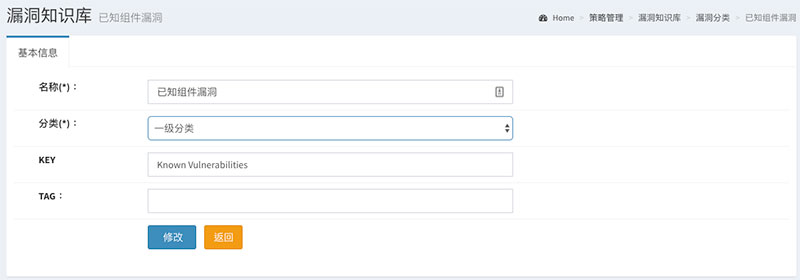 漏洞知识库 已知组件漏洞
Home > 策略管理 > 漏洞知识库 > 漏洞分类 > 已知组件漏洞
基本信息
名称(*)： 已知组件漏洞
分类(*)： 一级分类
KEY Known Vulnerabilities
TAG：
修改 返回